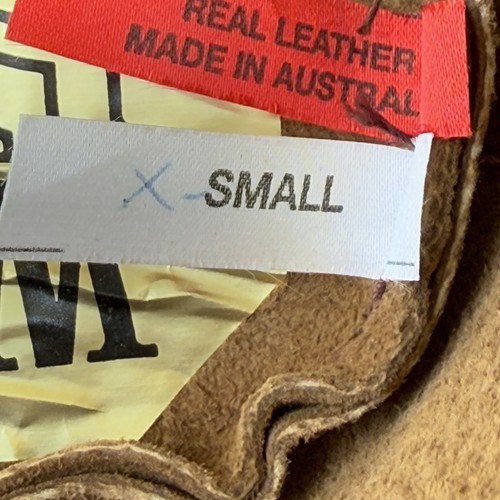 REAL LEATHER
MADE IN AUSTRAL
X-SMALL
M